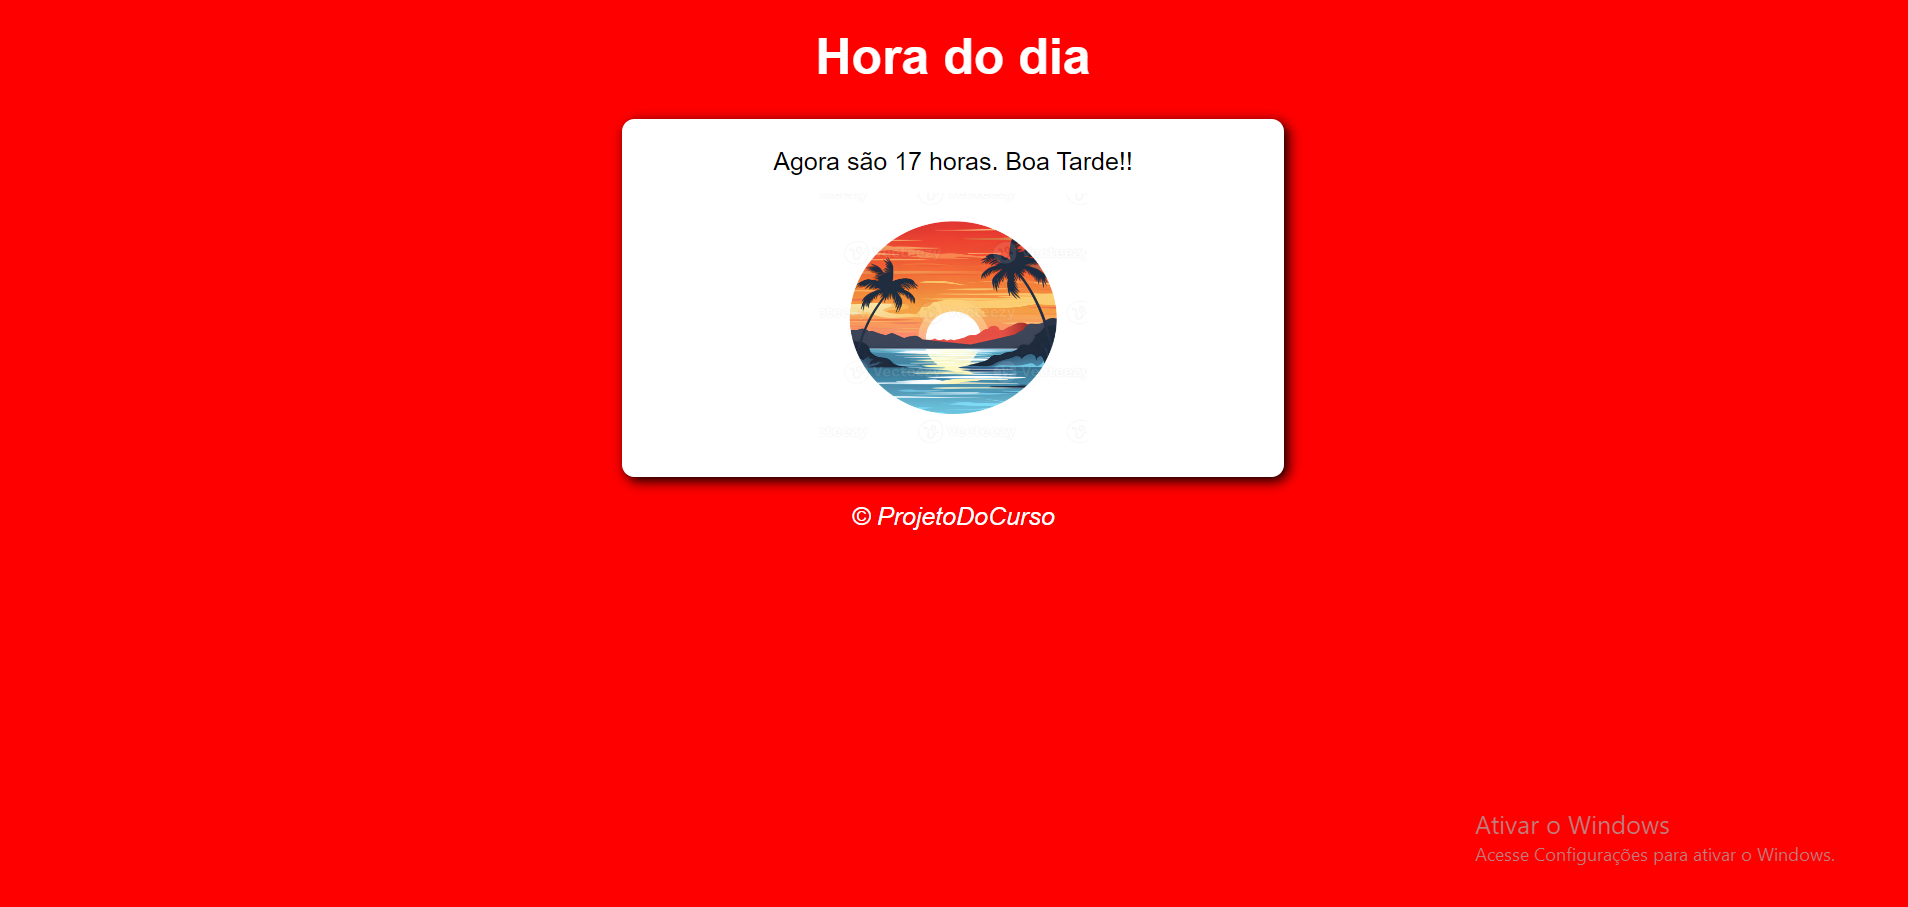 Hora do dia
Agora são 17 horas. Boa Tarde!!
© ProjetoDoCurso
Ativar o Windows
Acesse Configurações para ativar o Windows.